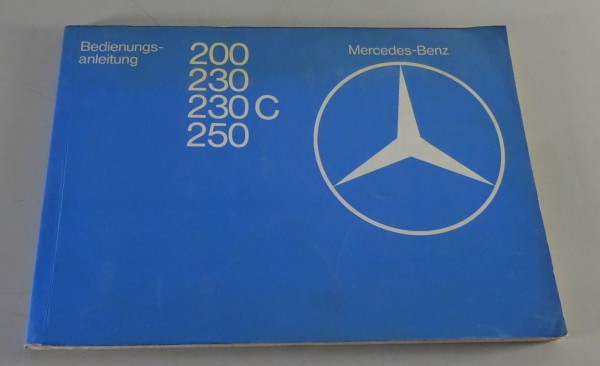 Bedienungs-
anleitung
200
230
230 C
250
Mercedes-Benz